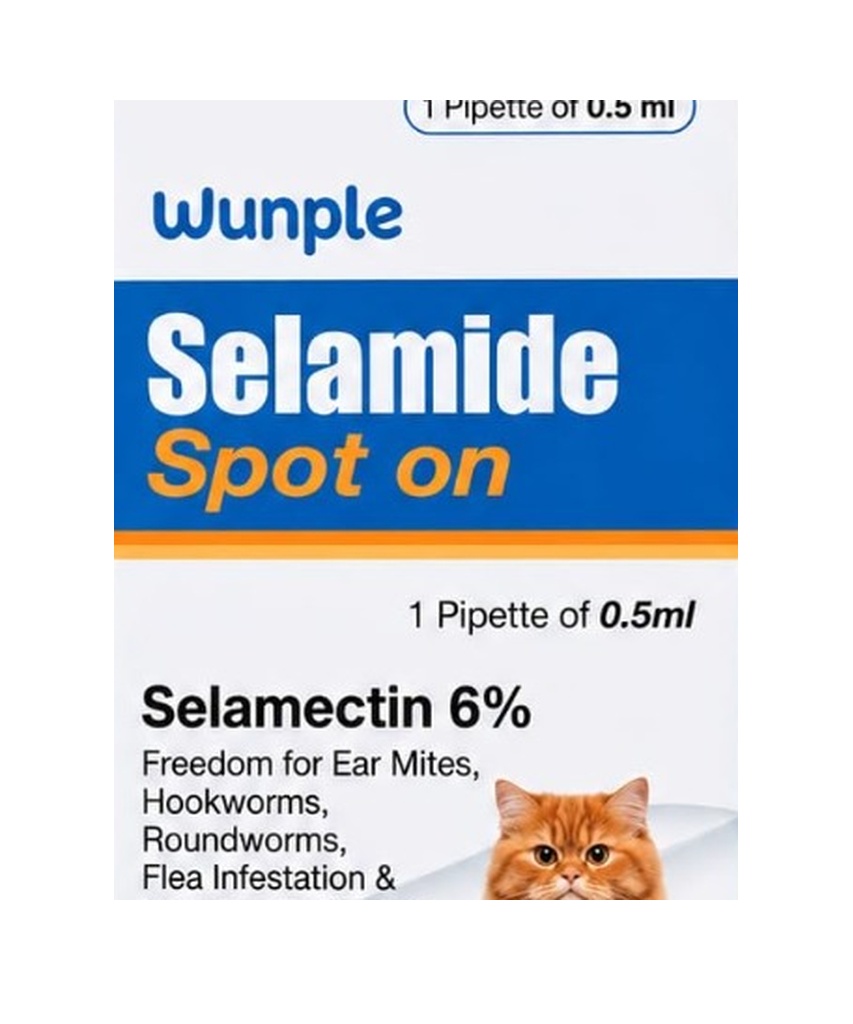 1 Pipette of 0.5 ml
Wunple
Selamide
Spot on
1 Pipette of 0.5ml
Selamectin 6%
Freedom for Ear Mites,
Hookworms,
Roundworms,
Flea Infestation &